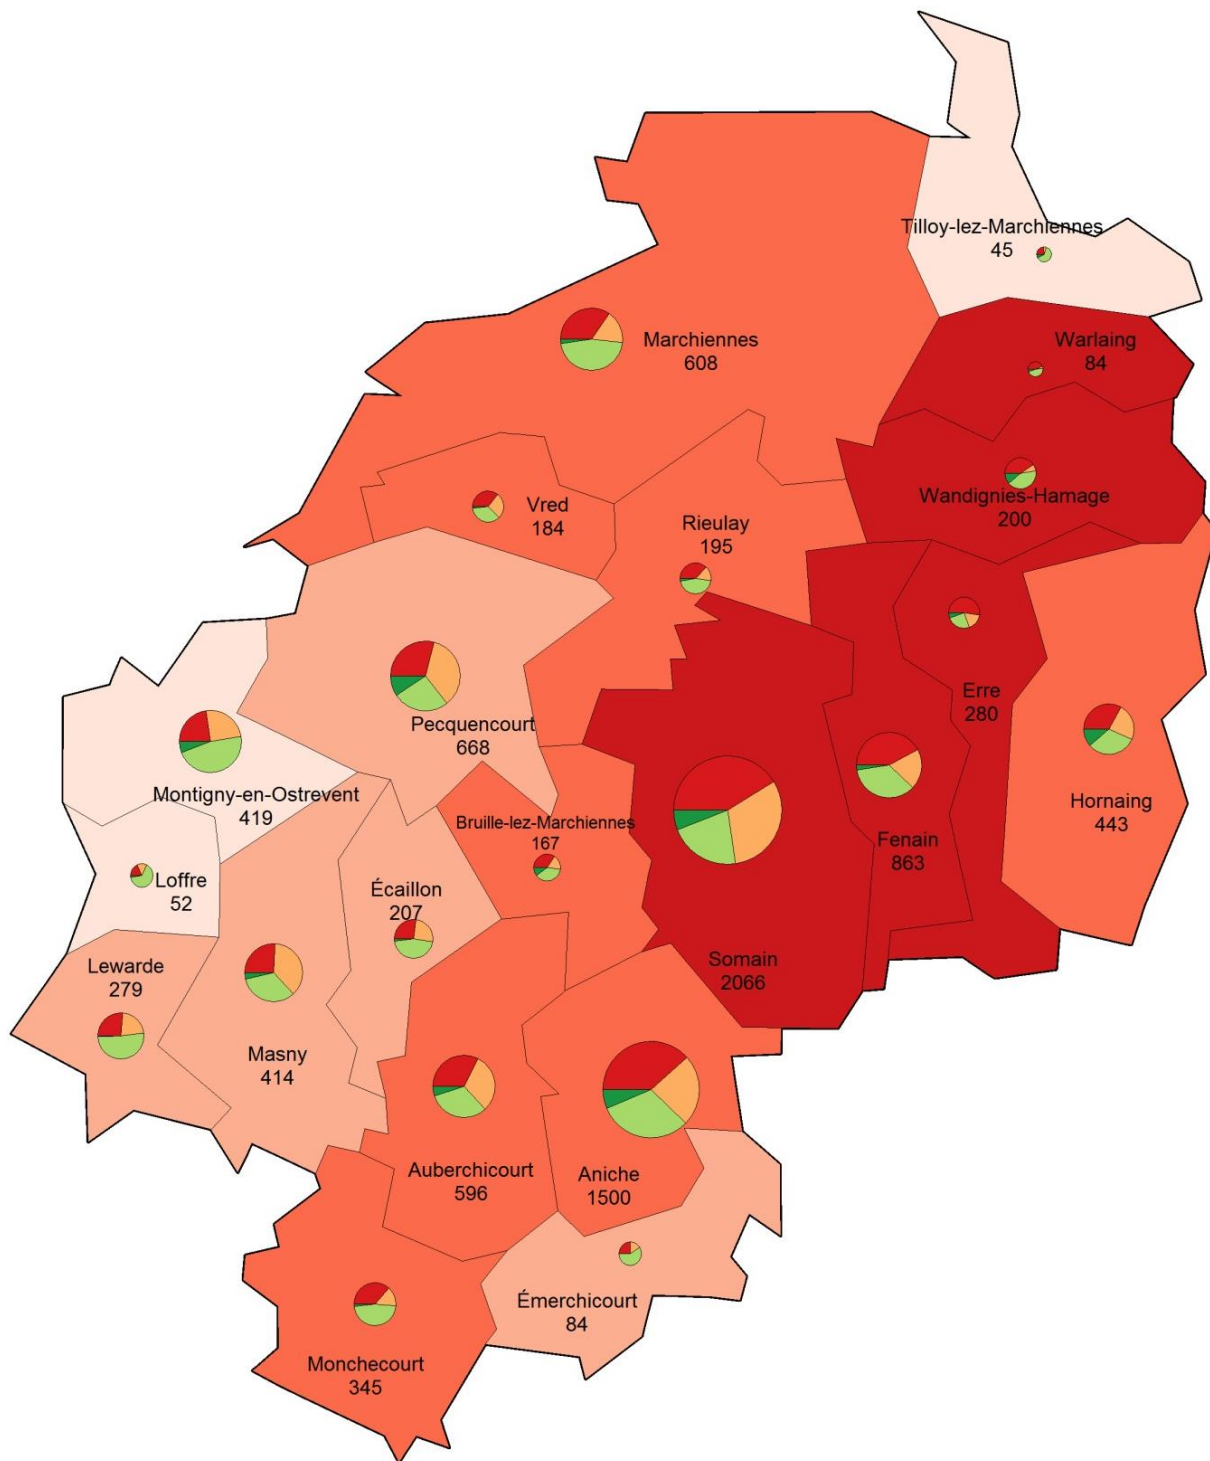 Tilloy-lez-Marchiennes
45
Marchiennes
608
Warlaing
84
Wandignies-Hamage
200
Vred
184
Rieulay
195
Erre
280
Pecquencourt
668
Montigny-en-Ostrevent
419
Hornaing
443
Bruille-lez-Marchiennes
167
Fenain
863
Loffre
52
Écaillon
207
Somain
2066
Lewarde
279
Masny
414
Auberchicourt
596
Aniche
1500
Émerchicourt
84
Monchecourt
345